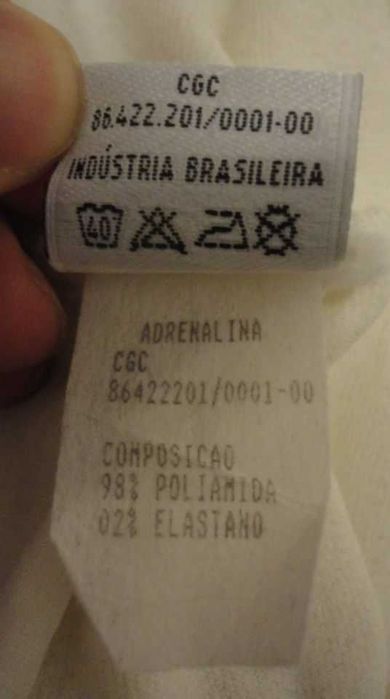 CGC
86.422.201/0001-00
INDÚSTRIA BRASILEIRA
40
ADRENALINA
CGC
86422201/0001-00
COMPOSICAO
98% POLIAMIDA
02% ELASTANO